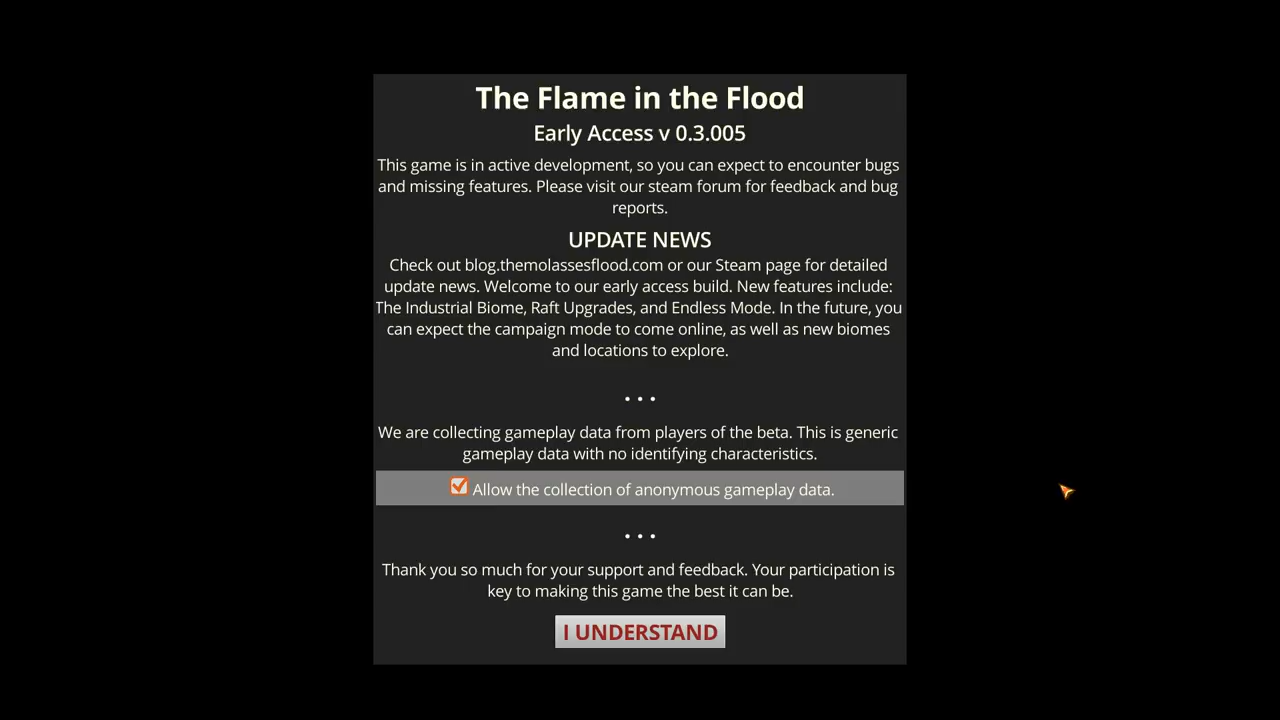 The Flame in the Flood
Early Access v 0.3.005
This game is in active development, so you can expect to encounter bugs
and missing features. Please visit our steam forum for feedback and bug
reports.
UPDATE NEWS
Check out blog.themolassesflood.com or our Steam page for detailed
update news. Welcome to our early access build. New features include:
The Industrial Biome, Raft Upgrades, and Endless Mode. In the future, you
can expect the campaign mode to come online, as well as new biomes
and locations to explore.
...
We are collecting gameplay data from players of the beta. This is generic
gameplay data with no identifying characteristics.
Allow the collection of anonymous gameplay data.
...
Thank you so much for your support and feedback. Your participation is
key to making this game the best it can be.
I UNDERSTAND